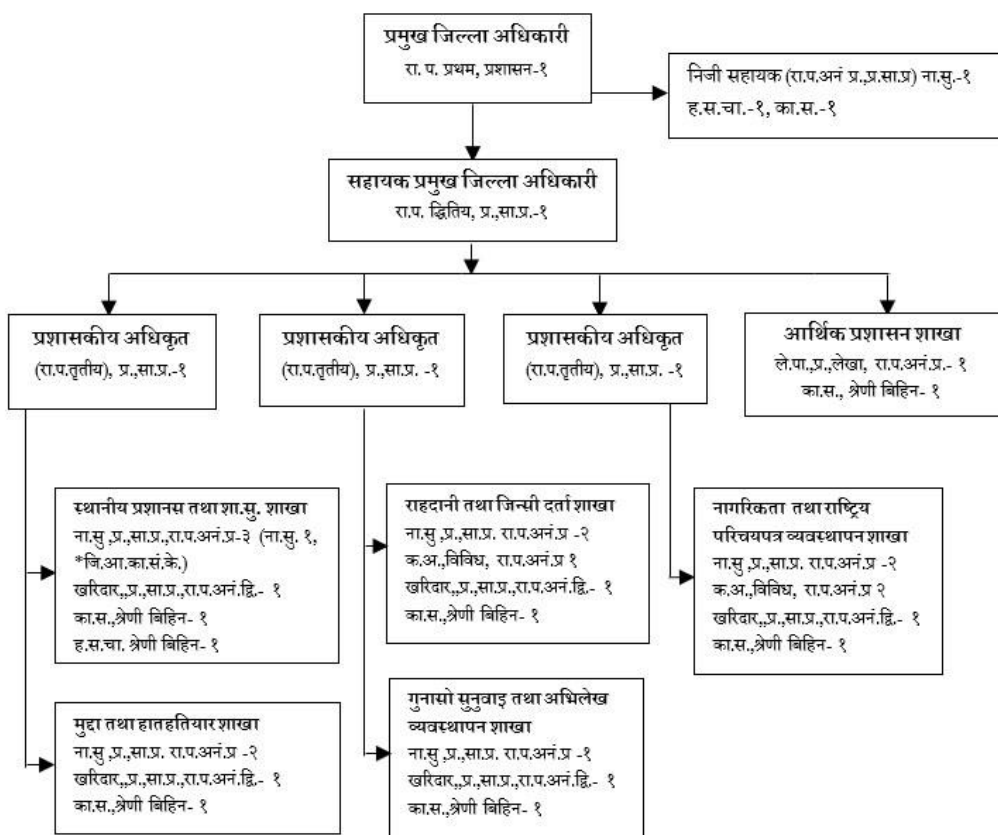 प्रमुख जिल्ला अधिकारी
रा. प. प्रथम, प्रशासन-१
निजी सहायक (रा.प.अनं प्र.,प्र.सा.प्र) ना.सु.-१
ह.स.चा.-१, का.स.-१
सहायक प्रमुख जिल्ला अधिकारी
रा.प. द्धितिय, प्र.,सा.प्र.-१
प्रशासकीय अधिकृत
(रा.प.तृतीय), प्र.,सा.प्र.-१
प्रशासकीय अधिकृत
(रा.प.तृतीय), प्र.,सा.प्र. -१
प्रशासकीय अधिकृत
(रा.प.तृतीय), प्र.,सा.प्र. -१
आर्थिक प्रशासन शाखा
ले.पा.,प्र.,लेखा, रा.प.अनं.प्र.- १
का.स., श्रेणी बिहिन- १
स्थानीय प्रशानस तथा शा.सु. शाखा
ना.सु.,प्र.,सा.प्र.,रा.प.अनं.प्र-३ (ना.सु. १,
*जि.आ.का.सं.के.)
खरिदार,,प्र.,सा.प्र.,रा.प.अनं.द्वि.- १
का.स.,श्रेणी बिहिन- १
ह.स.चा. श्रेणी बिहिन- १
राहदानी तथा जिन्सी दर्ता शाखा
ना.सु ,प्र.,सा.प्र. रा.प.अनं.प्र -२
क.अ.,विविध, रा.प.अनं.प्र १
खरिदार,,प्र.,सा.प्र.,रा.प.अनं.द्वि.- १
का.स.,श्रेणी बिहिन- १
नागरिकता तथा राष्ट्रिय
परिचयपत्र व्यवस्थापन शाखा
ना.सु ,प्र.,सा.प्र. रा.प.अनं.प्र -२
क.अ.,विविध, रा.प.अनं.प्र २
खरिदार,,प्र.,सा.प्र.,रा.प.अनं.द्वि.- १
का.स.,श्रेणी बिहिन- १
मुद्दा तथा हातहतियार शाखा
ना.सु ,प्र.,सा.प्र. रा.प.अनं.प्र -२
खरिदार,,प्र.,सा.प्र.,रा.प.अनं.द्वि.- १
का.स.,श्रेणी बिहिन- १
गुनासो सुनुवाइ तथा अभिलेख
व्यवस्थापन शाखा
ना.सु ,प्र.,सा.प्र. रा.प.अनं.प्र -१
खरिदार,,प्र.,सा.प्र.,रा.प.अनं.द्वि.- १
का.स.,श्रेणी बिहिन- १